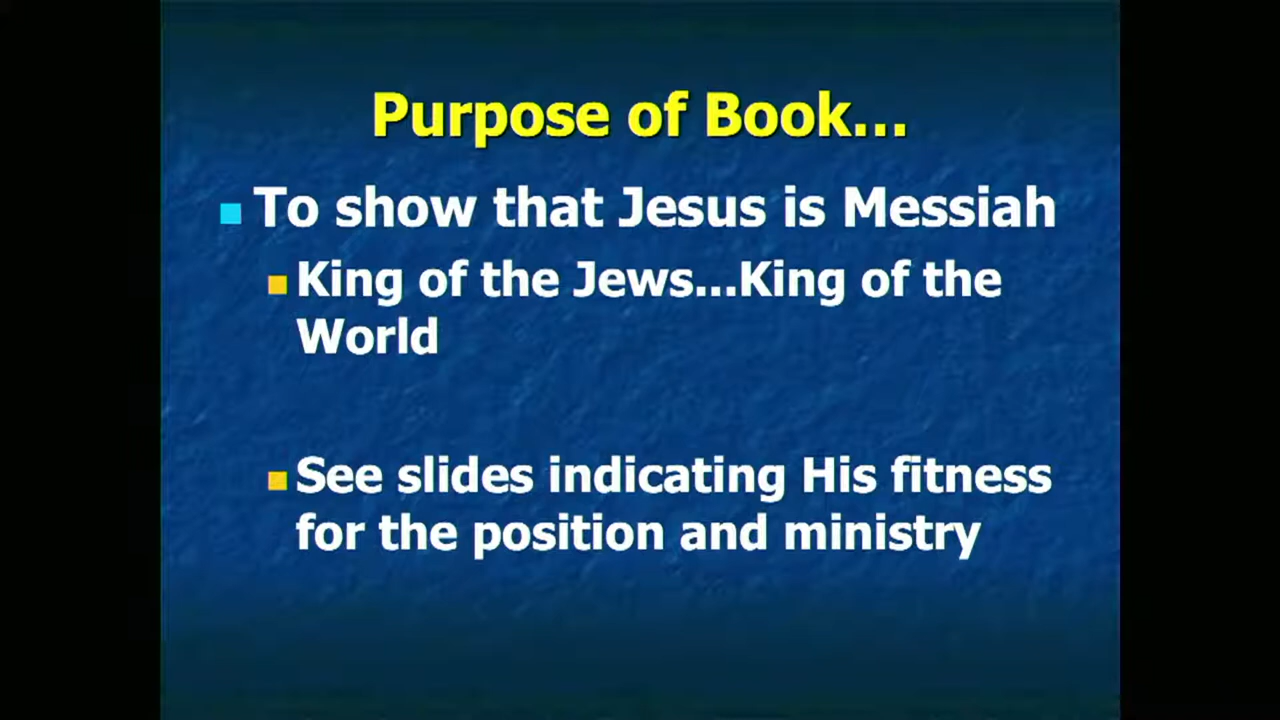 Purpose of Book...
To show that Jesus is Messiah
King of the Jews...King of the
World
See slides indicating His fitness
for the position and ministry